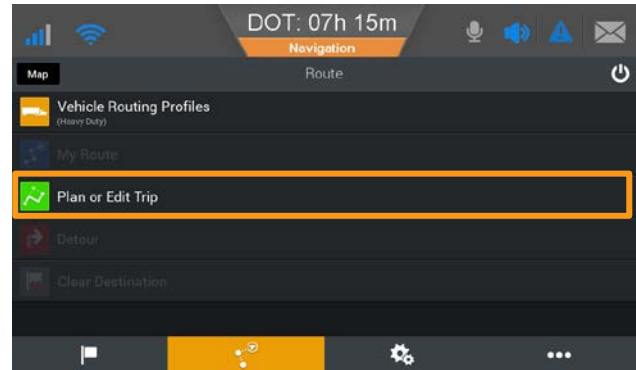 DOT: 07h 15m
Navigation
Map
Route
Vehicle Routing Profiles
(Heavy Duty)
My Route
Plan or Edit Trip
Detour
Clear Destination